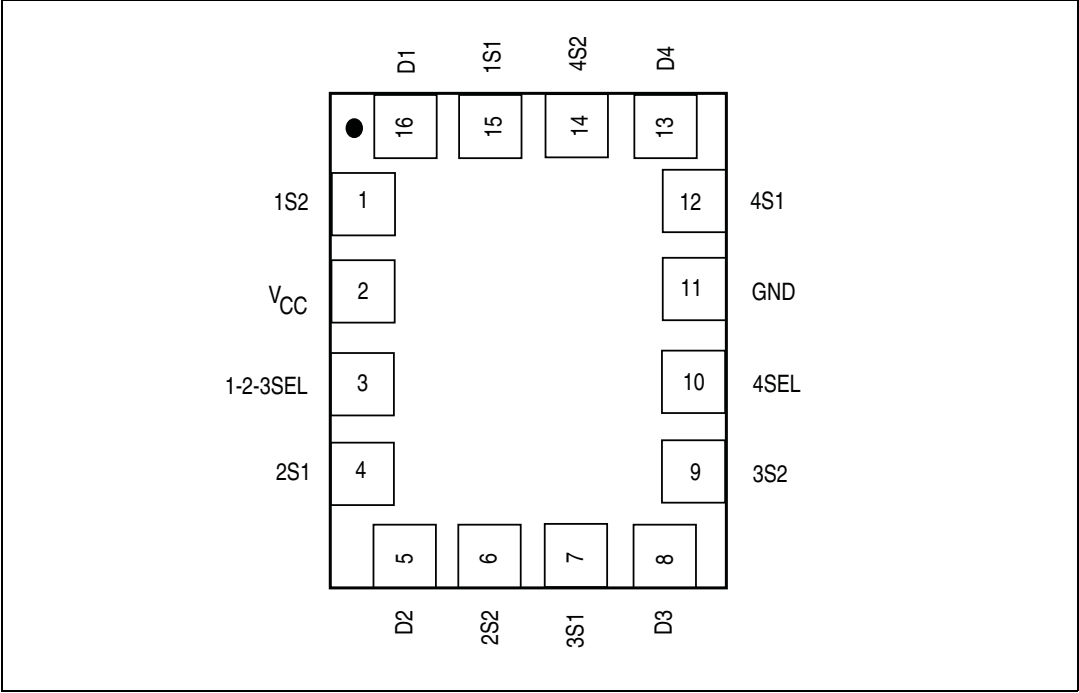 D1 1S1 4S2 D4
16 15 14 13
1S2 1 12 4S1
VCC 2 11 GND
1-2-3SEL 3 10 4SEL
2S1 4 9 3S2
5 6 7 8
D2 2S2 3S1 D3